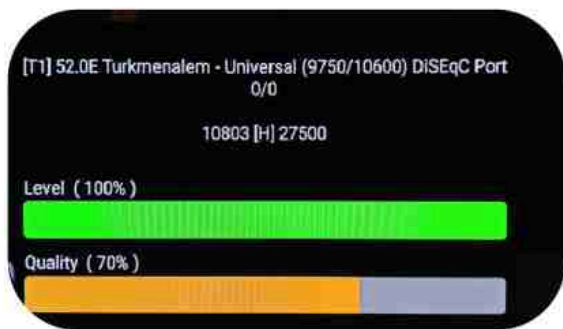 [T1] 52.0E Turkmenalem - Universal (9750/10600) DiSEqC Port
0/0
10803 [H] 27500
Level ( 100% )
Quality ( 70% )